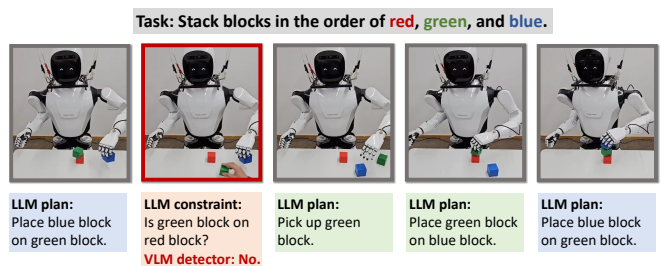 Task: Stack blocks in the order of red, green, and blue.
LLM plan:
Place blue block
on green block.
LLM constraint:
Is green block on
red block?
VLM detector: No.
LLM plan:
Pick up green
block.
LLM plan:
Place green block
on blue block.
LLM plan:
Place blue block
on green block.